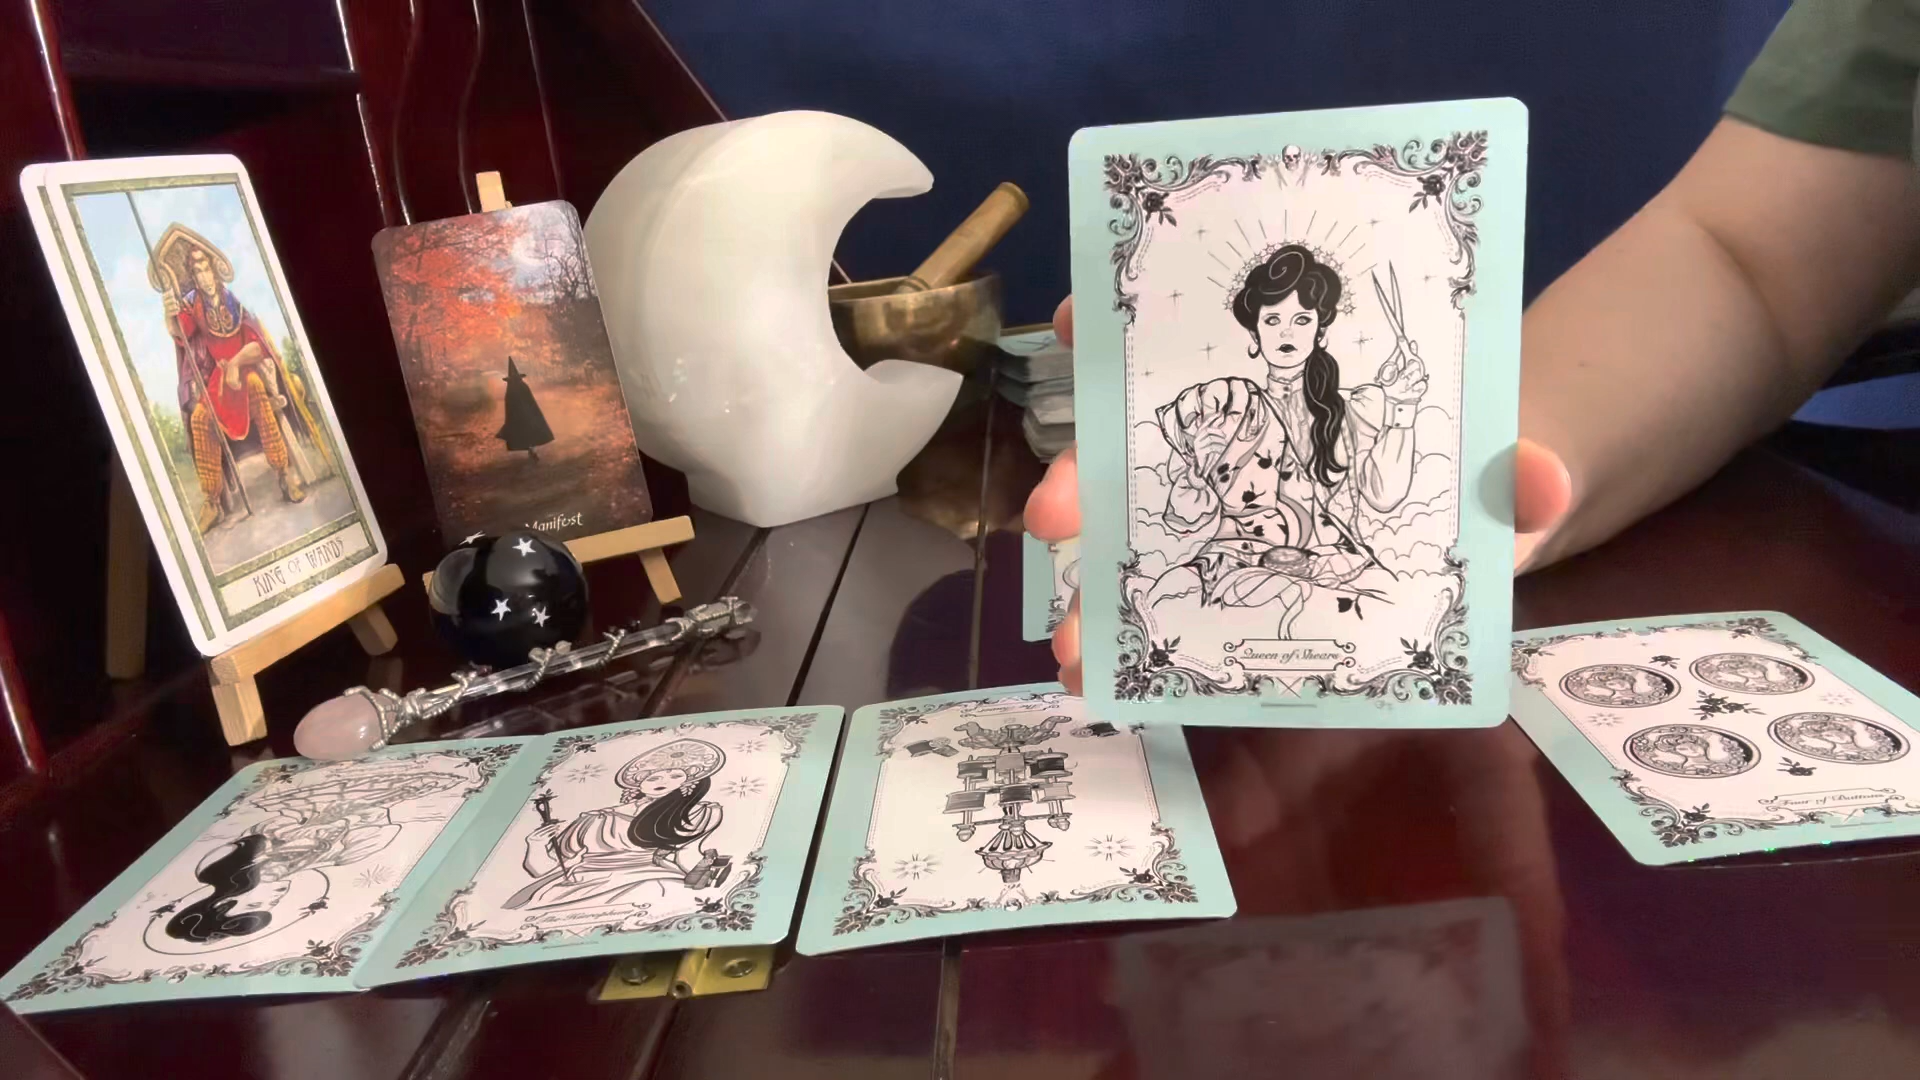 KING OF WANDS
Manifest
Queen of Shears
The Hierophant
Four of Buttons